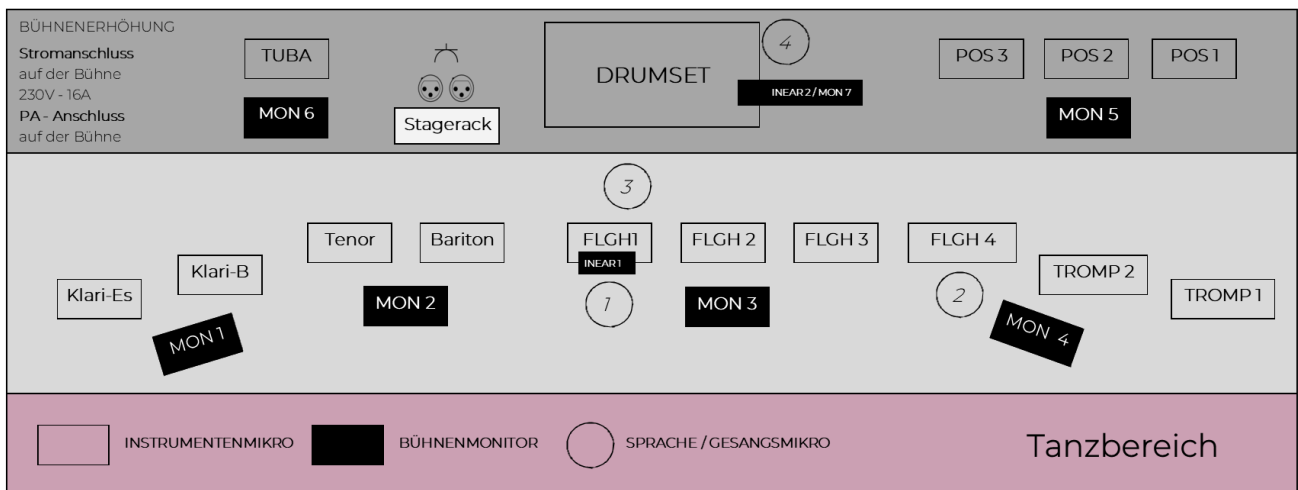 BÜHNENERHÖHUNG
Stromanschluss
auf der Bühne
230V - 16A
PA - Anschluss
auf der Bühne
TUBA
MON 6
Stagerack
DRUMSET
4
INEAR 2 / MON 7
POS 3
POS 2
POS 1
MON 5
3
Tenor
Bariton
FLGH1
FLGH 2
FLGH 3
FLGH 4
INEAR 1
Klari-B
Klari-Es
TROMP 2
TROMP 1
MON 1
MON 2
1
MON 3
2
MON 4
INSTRUMENTENMIKRO
BÜHNENMONITOR
SPRACHE / GESANGSMIKRO
Tanzbereich